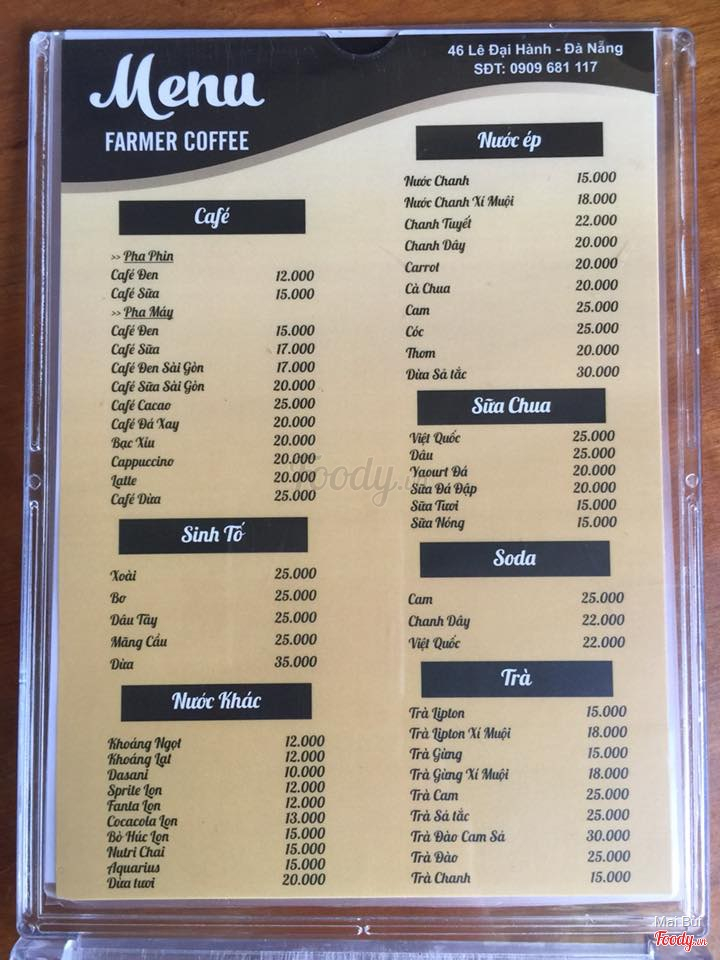 Menu
FARMER COFFEE
46 Lê Đại Hành - Đà Nẵng
SĐT: 0909 681 117
Café
>> Pha Phin
Café Đen 12.000
Café Sữa 15.000
>> Pha Máy
Café Đen 15.000
Café Sữa 17.000
Café Đen Sài Gòn 17.000
Café Sữa Sài Gòn 20.000
Café Cacao 25.000
Café Đá Xay 20.000
Bạc Xỉu 20.000
Cappuccino 20.000
Latte 20.000
Café Dừa 25.000
Sinh Tố
Xoài 25.000
Bơ 25.000
Dâu Tây 25.000
Mãng Cầu 25.000
Dừa 35.000
Nước Khác
Khoáng Ngọt 12.000
Khoáng Lạt 12.000
Dasani 10.000
Sprite Lon 12.000
Fanta Lon 12.000
Cocacola Lon 13.000
Bò Húc Lon 15.000
Nutri Chai 15.000
Aquarius 15.000
Dừa tươi 20.000
Nước ép
Nước Chanh 15.000
Nước Chanh Xí Muội 18.000
Chanh Tuyết 22.000
Chanh Dây 20.000
Carrot 20.000
Cà Chua 20.000
Cam 25.000
Cóc 25.000
Thơm 20.000
Dừa Sả tắc 30.000
Sữa Chua
Việt Quốc 25.000
Dâu 25.000
Yaourt Đá 20.000
Sữa Đá Đập 20.000
Sữa Tươi 15.000
Sữa Nóng 15.000
Soda
Cam 25.000
Chanh Dây 22.000
Việt Quốc 22.000
Trà
Trà Lipton 15.000
Trà Lipton Xí Muội 18.000
Trà Gừng 15.000
Trà Gừng Xí Muội 18.000
Trà Cam 25.000
Trà Sả tắc 25.000
Trà Đào Cam Sả 30.000
Trà Đào 25.000
Trà Chanh 15.000
Foody.vn
Mai Bùi
Foody.vn